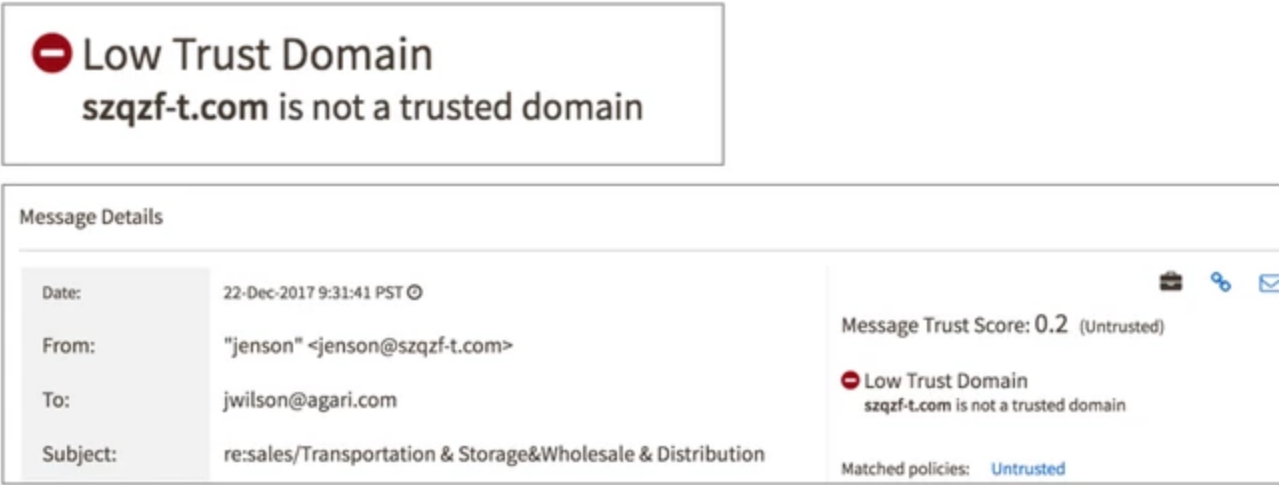 Low Trust Domain
szqzf-t.com is not a trusted domain
Message Details
Date: 22-Dec-2017 9:31:41 PST
From: "jenson" <jenson@szqzf-t.com>
To: jwilson@agari.com
Subject: re:sales/Transportation & Storage&Wholesale & Distribution
Message Trust Score: 0.2 (Untrusted)
Low Trust Domain
szqzf-t.com is not a trusted domain
Matched policies: Untrusted